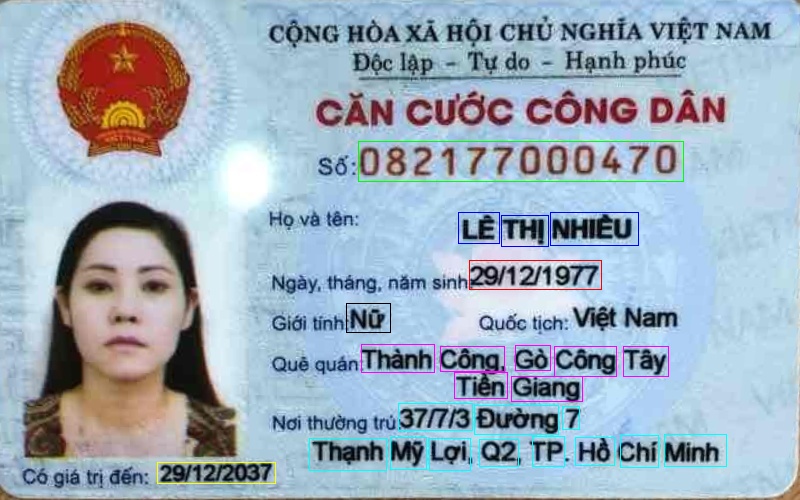 CỘNG HÒA XÃ HỘI CHỦ NGHĨA VIỆT NAM
Độc lập - Tự do - Hạnh phúc
CĂN CƯỚC CÔNG DÂN
Số: 082177000470
Họ và tên: LÊ THỊ NHIỀU
Ngày, tháng, năm sinh: 29/12/1977
Giới tính: Nữ Quốc tịch: Việt Nam
Quê quán: Thành Công, Gò Công Tây
Tiền Giang
Nơi thường trú: 37/7/3 Đường 7
Thạnh Mỹ Lợi, Q2, TP. Hồ Chí Minh
Có giá trị đến: 29/12/2037